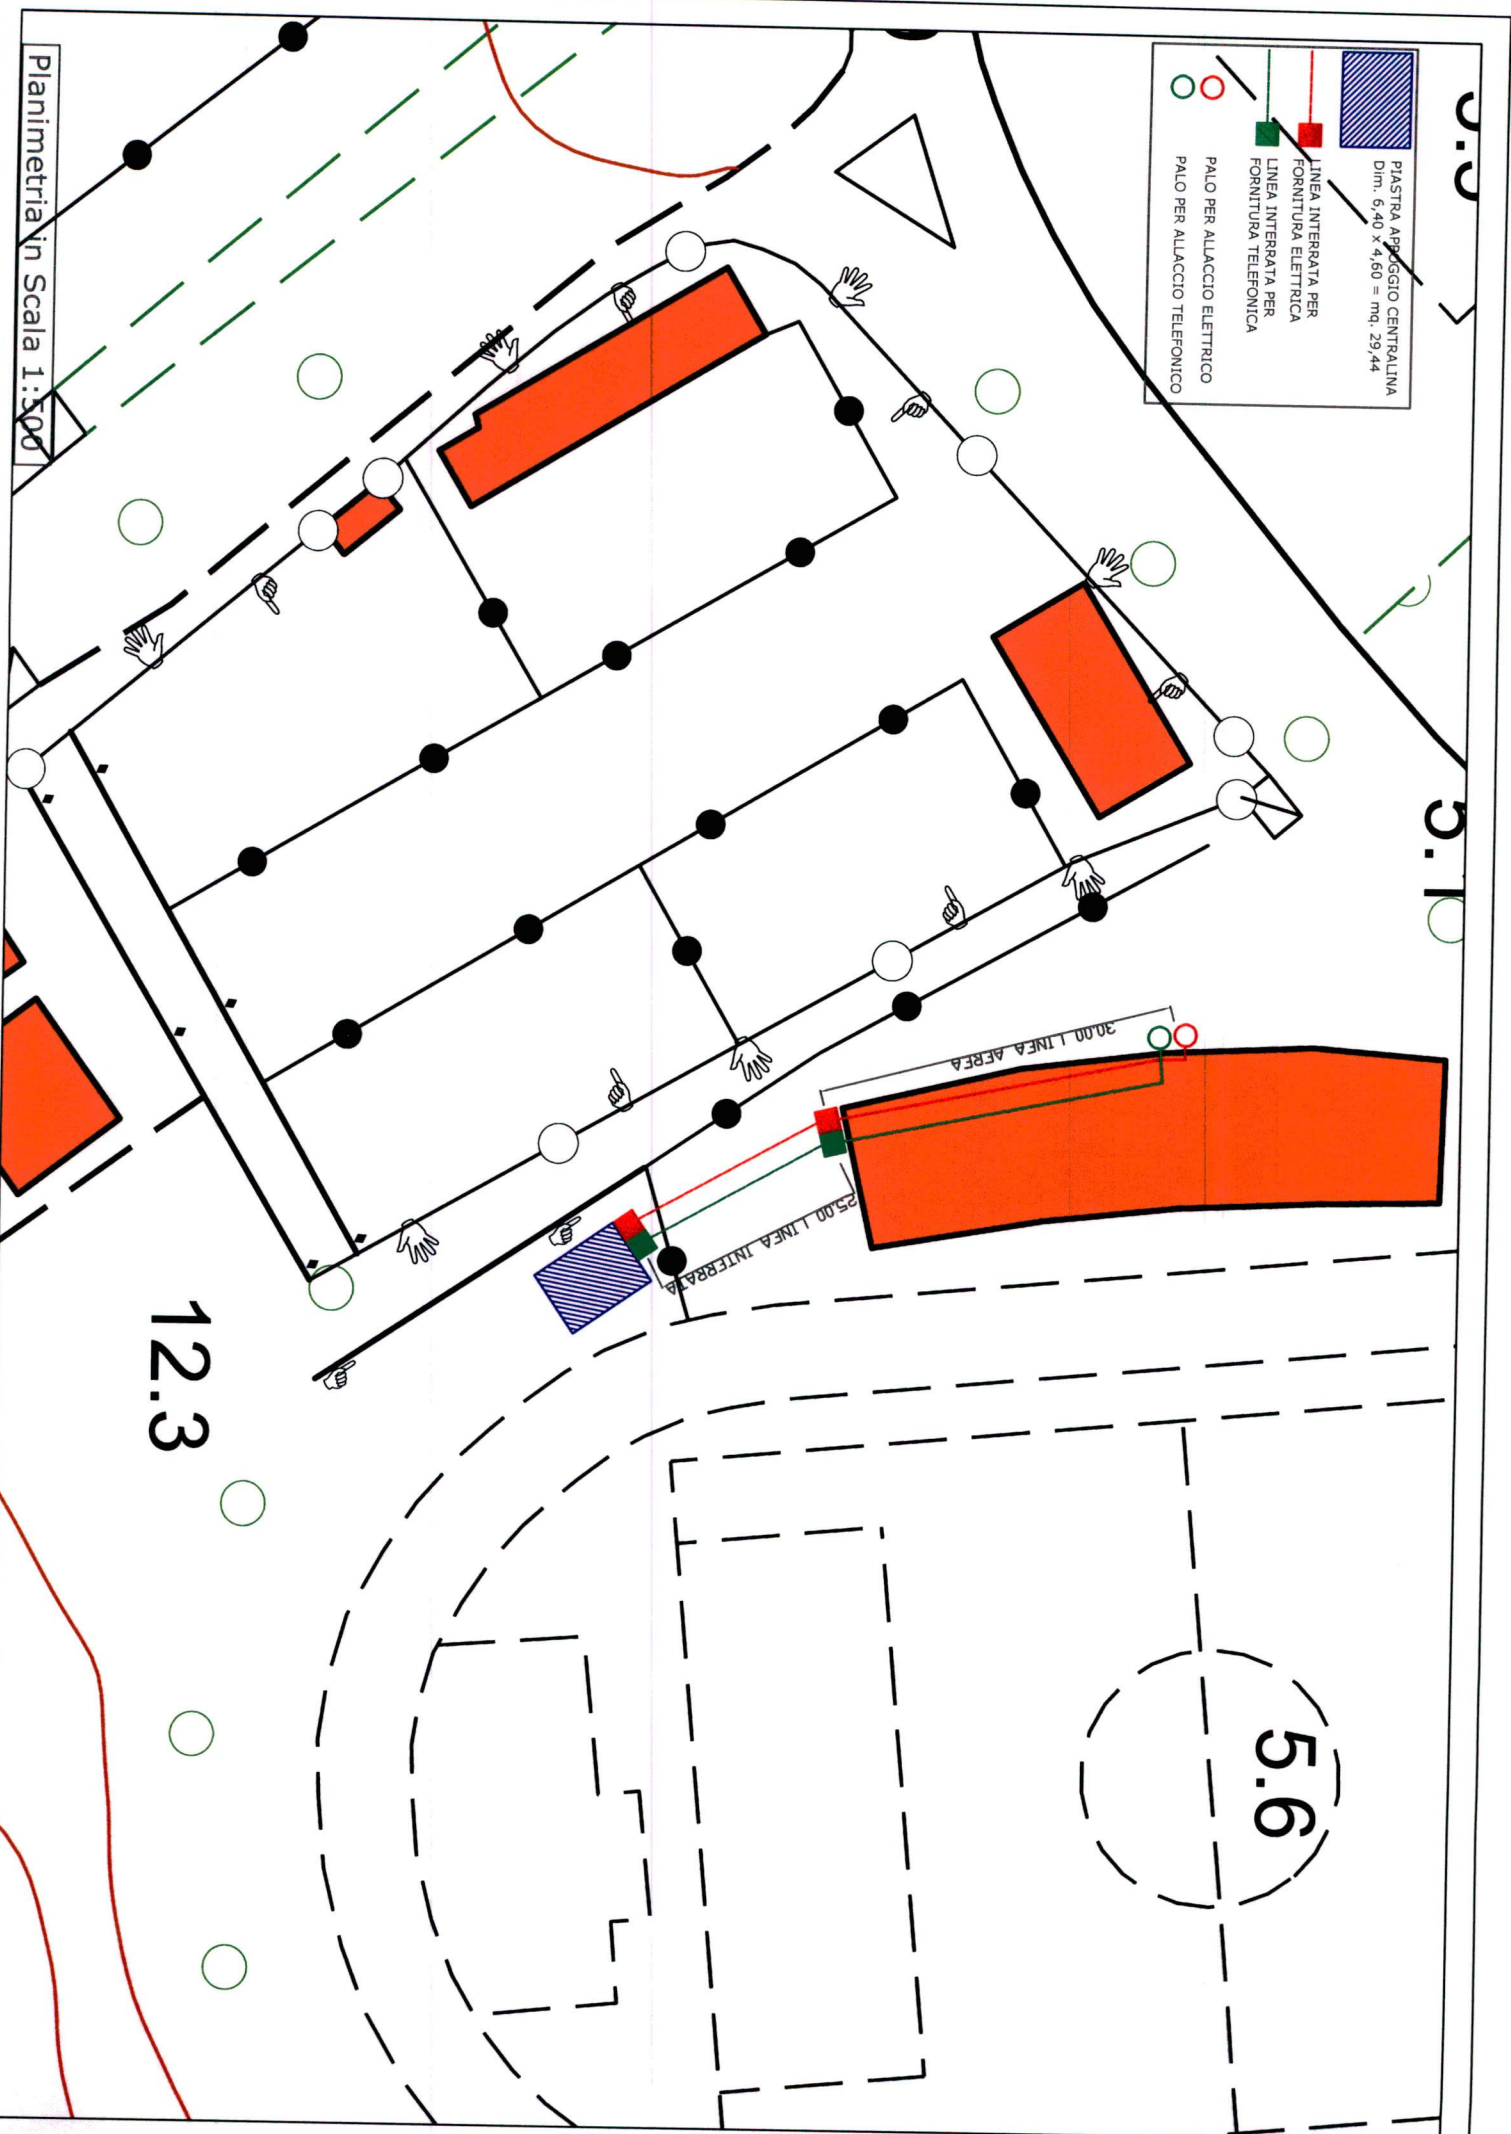 PIASTRA APPOGGIO CENTRALINA
Dim. 6,40 x 4,60 = mq. 29,44
LINEA INTERRATA PER
FORNITURA ELETTRICA
LINEA INTERRATA PER
FORNITURA TELEFONICA
PALO PER ALLACCIO ELETTRICO
PALO PER ALLACCIO TELEFONICO
30.00 LINEA AEREA
25.00 LINEA INTERRATA
5.6
12.3
Planimetria in Scala 1:500